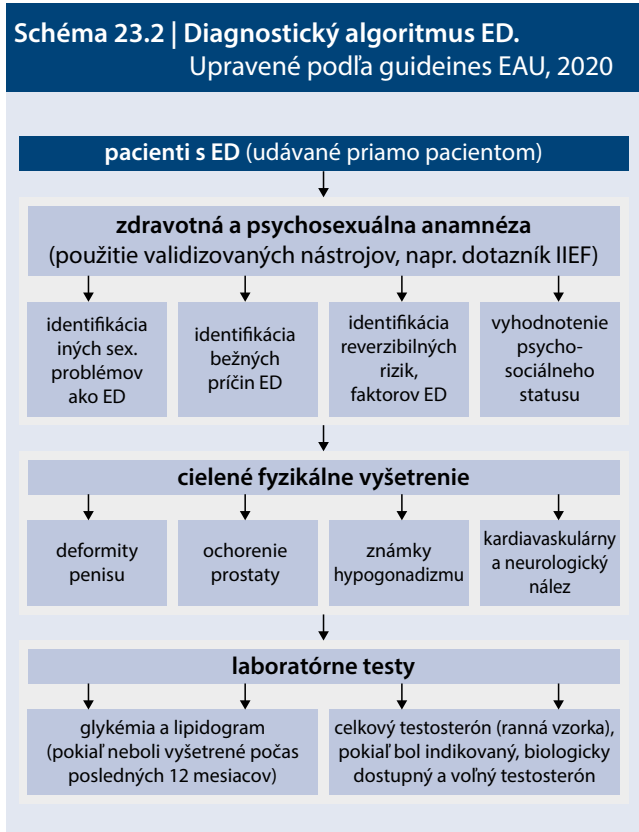 Schéma 23.2 | Diagnostický algoritmus ED.
Upravené podľa guideines EAU, 2020
pacienti s ED (udávané priamo pacientom)
zdravotná a psychosexuálna anamnéza
(použitie validizovaných nástrojov, napr. dotazník IIEF)
identifikácia
iných sex.
problémov
ako ED
identifikácia
bežných
príčin ED
identifikácia
reverzibilných
rizik,
faktorov ED
vyhodnotenie
psycho-
sociálneho
statusu
cielené fyzikálne vyšetrenie
deformity
penisu
ochorenie
prostaty
známky
hypogonadizmu
kardiavaskulárny
a neurologický
nález
laboratórne testy
glykémia a lipidogram
(pokiaľ neboli vyšetrené počas
posledných 12 mesiacov)
celkový testosterón (ranná vzorka),
pokiaľ bol indikovaný, biologicky
dostupný a voľný testosterón